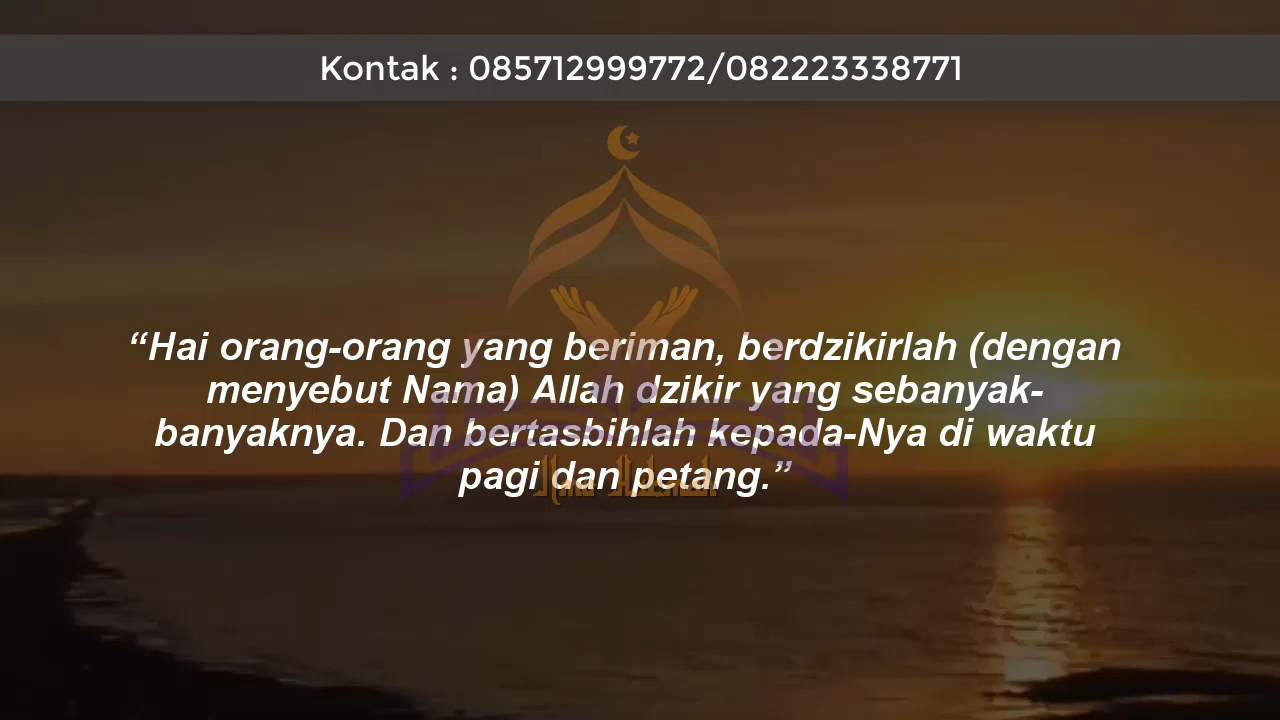 Kontak : 085712999772/082223338771
“Hai orang-orang yang beriman, berdzikirlah (dengan
menyebut Nama) Allah dzikir yang sebanyak-
banyaknya. Dan bertasbihlah kepada-Nya di waktu
pagi dan petang.”